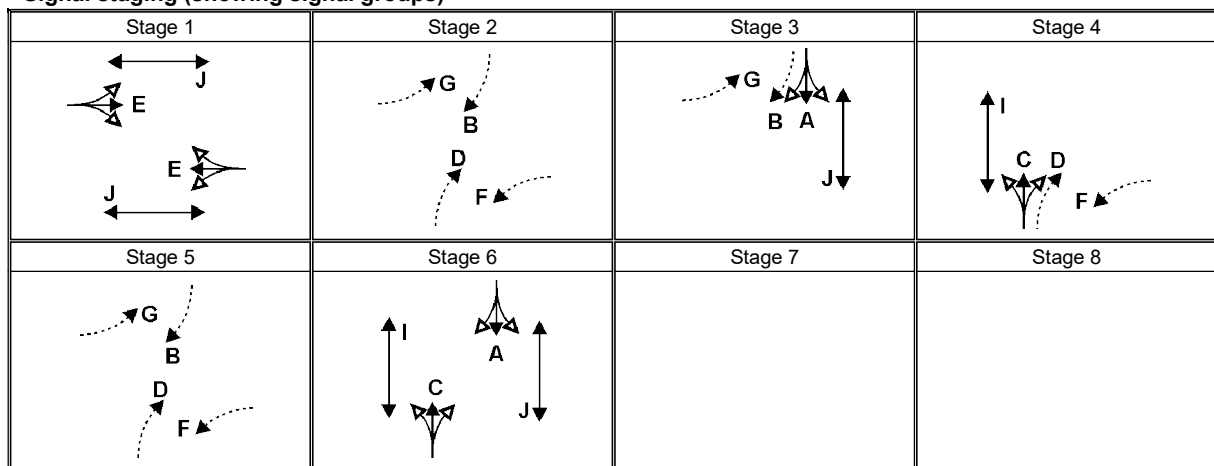 Signal staging (showing signal groups)
Stage 1 Stage 2 Stage 3 Stage 4
J
E
E
J
G
B
D
F
G
B A
J
I
C D
F
Stage 5 Stage 6 Stage 7 Stage 8
G
B
D
F
I
A
C
J